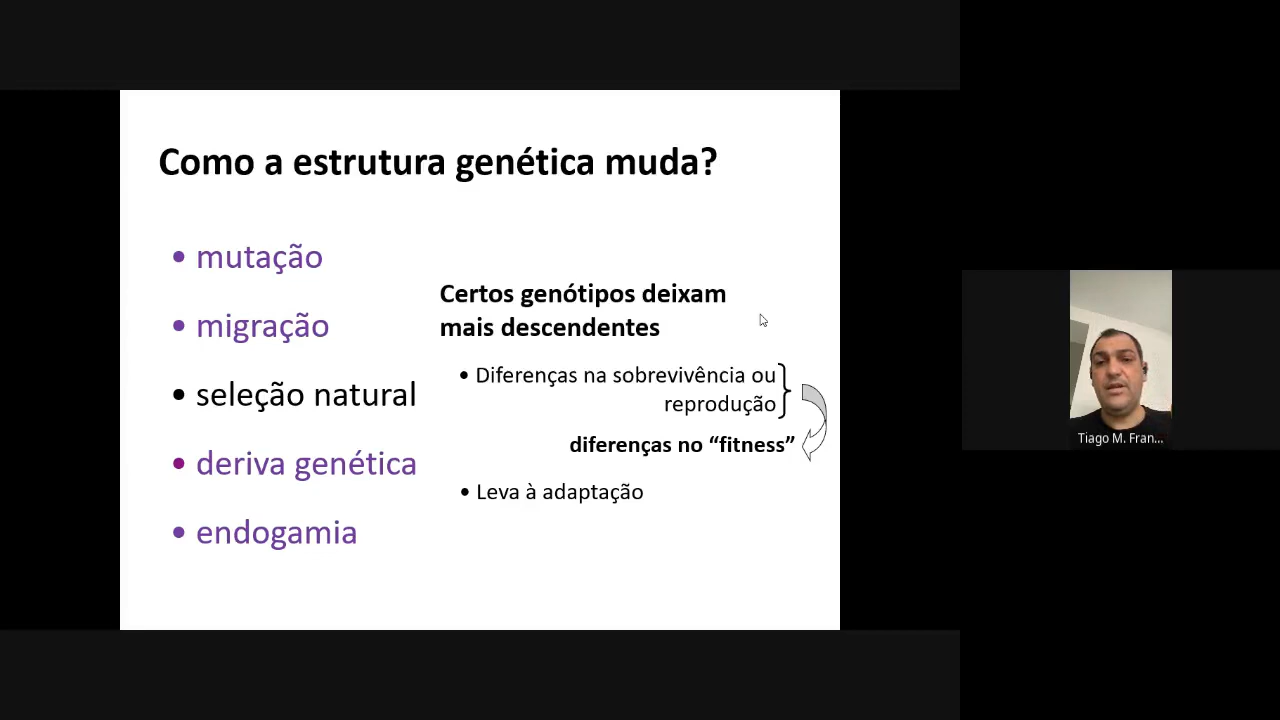 Como a estrutura genética muda?
• mutação
• migração
• seleção natural
• deriva genética
• endogamia
Certos genótipos deixam
mais descendentes
• Diferenças na sobrevivência ou
reprodução
diferenças no “fitness”
• Leva à adaptação
Tiago M. Fran...